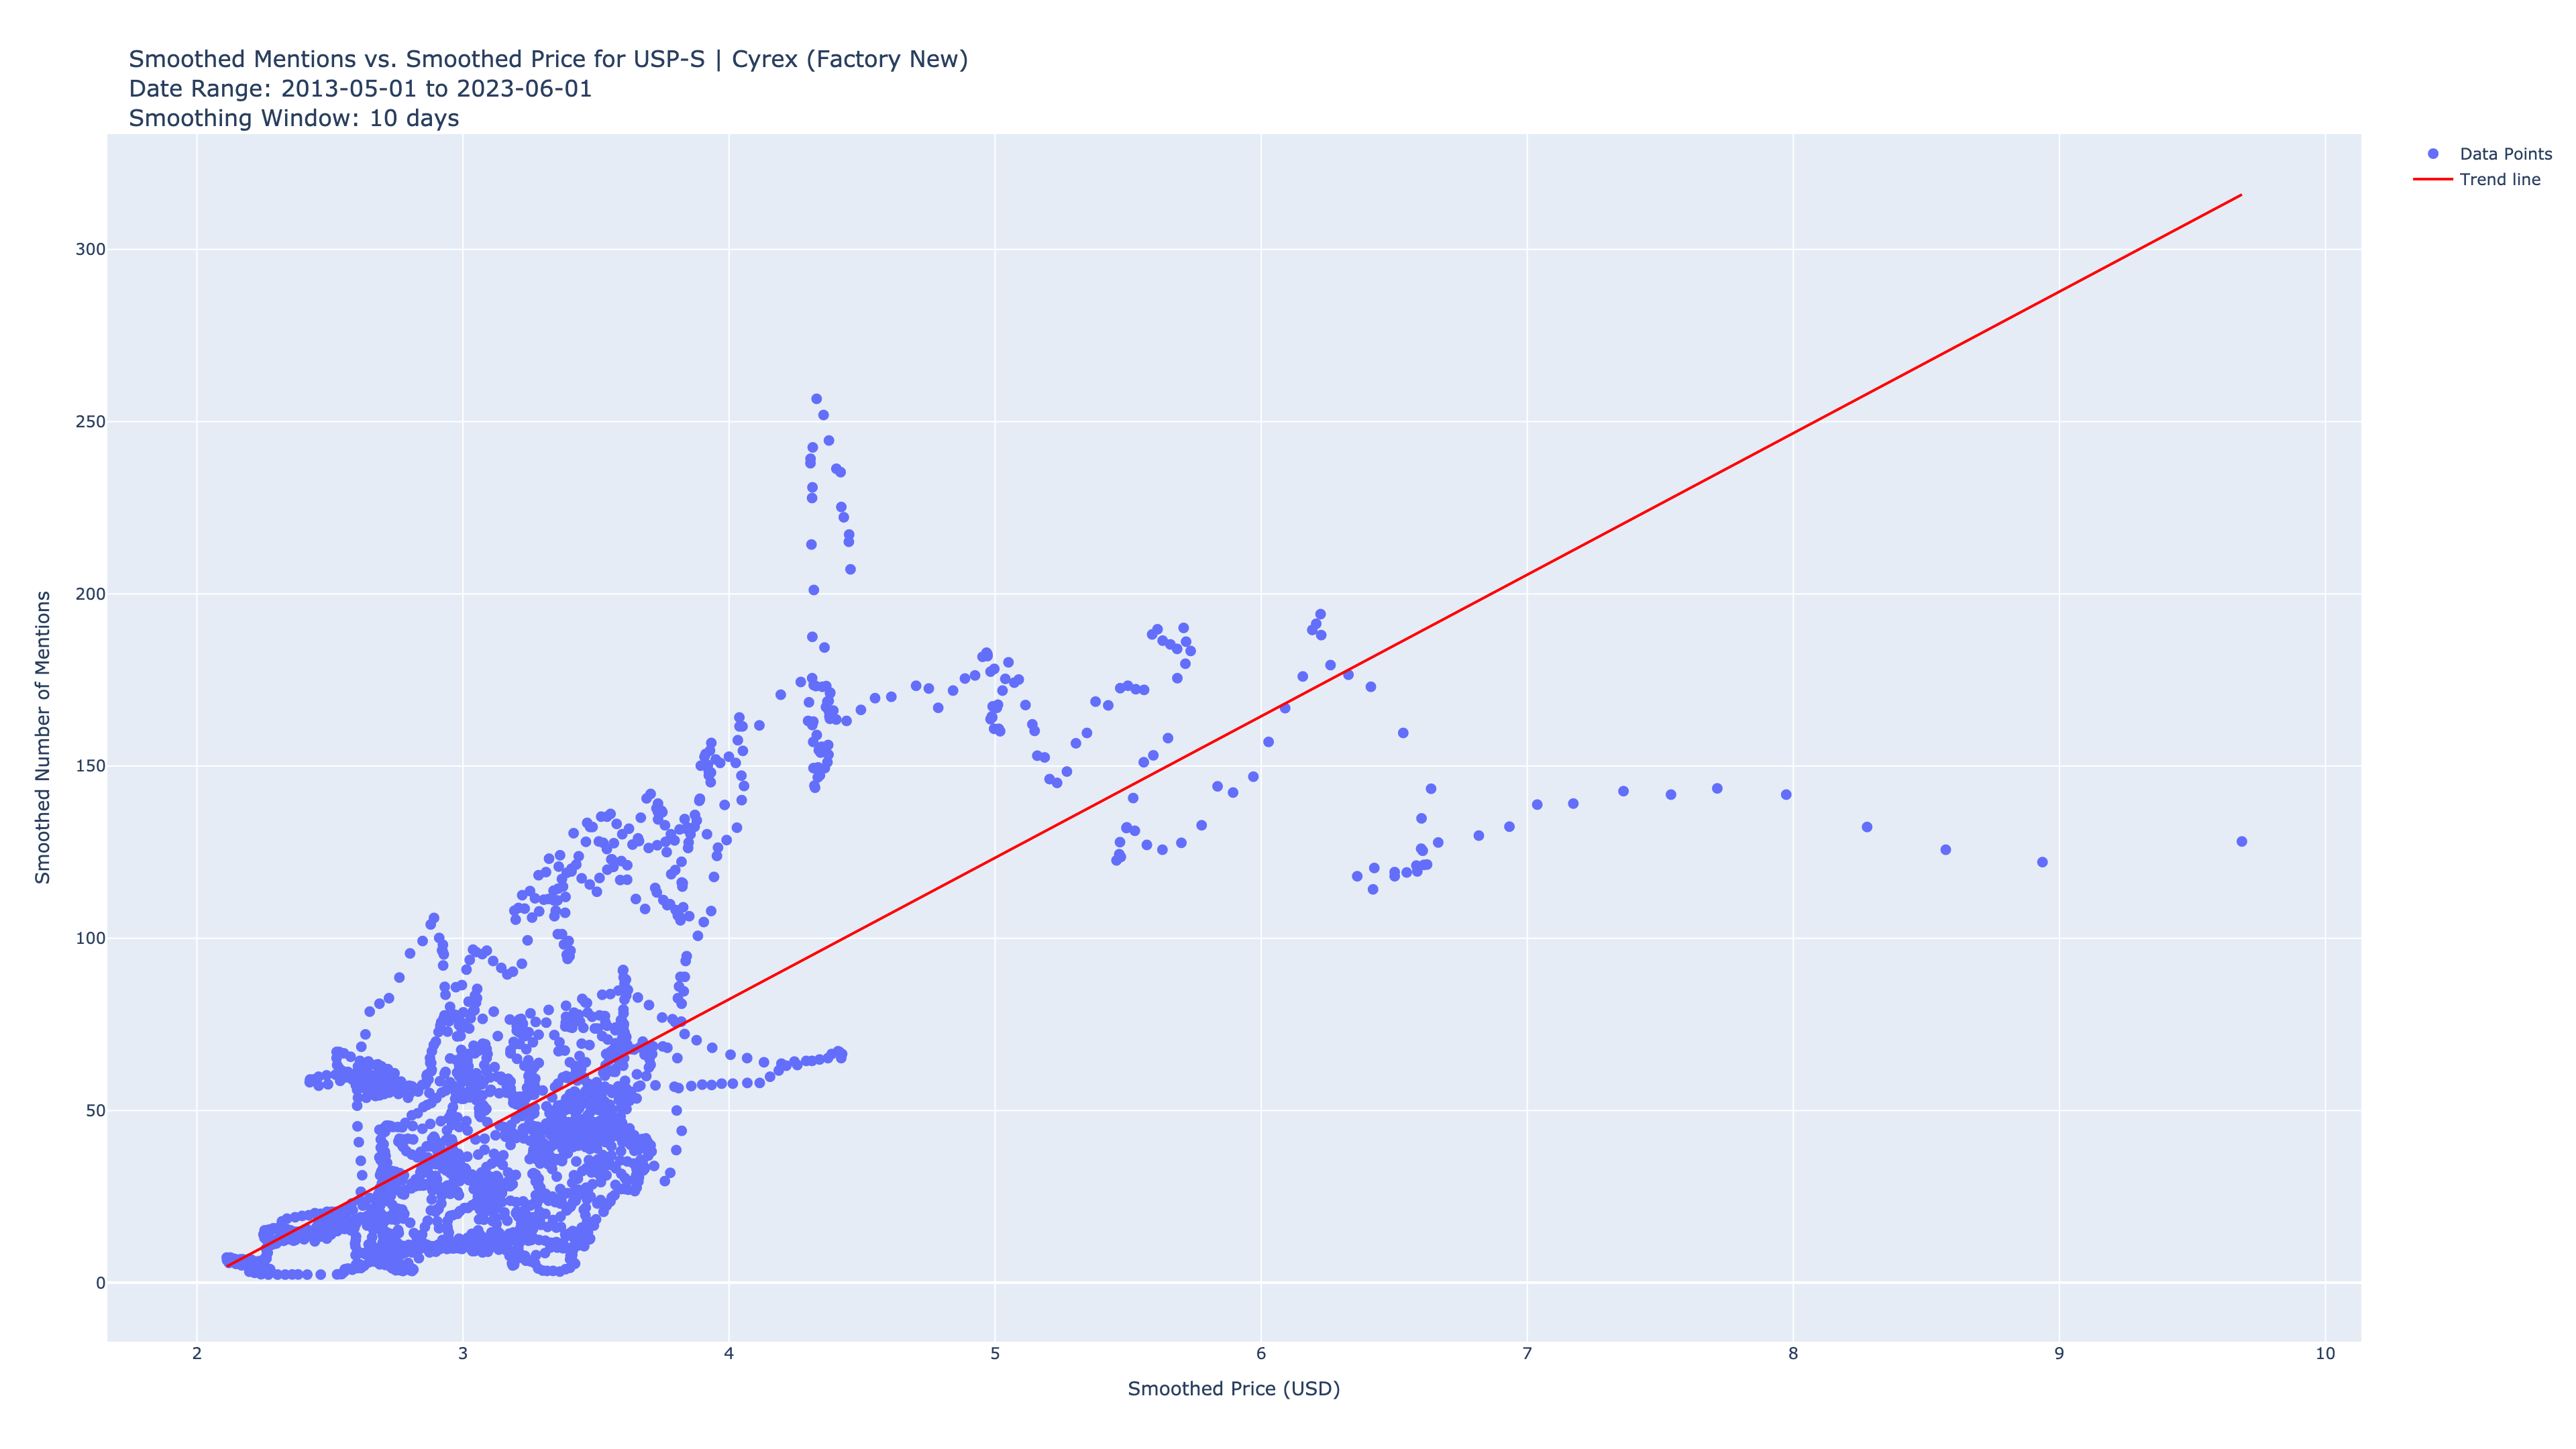 Smoothed Mentions vs. Smoothed Price for USP-S | Cyrex (Factory New)
Date Range: 2013-05-01 to 2023-06-01
Smoothing Window: 10 days
Data Points
Trend line
300
250
200
150
100
50
0
Smoothed Number of Mentions
2
3
4
5
6
7
8
9
10
Smoothed Price (USD)